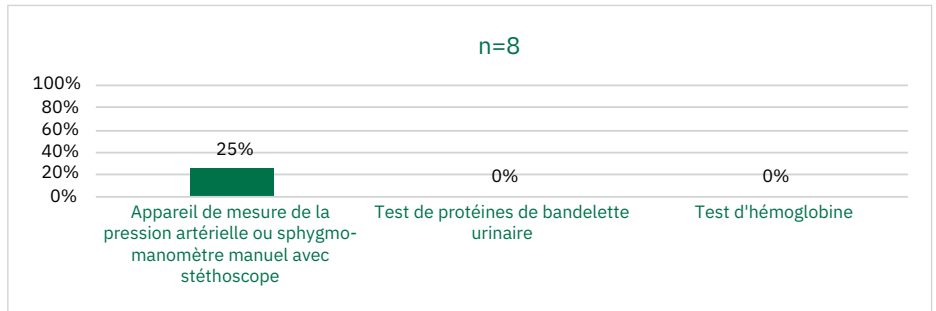 n=8
100%
80%
60%
40%
20%
0%
25%
0%
0%
Appareil de mesure de la
pression artérielle ou sphygmo-
manomètre manuel avec
stéthoscope
Test de protéines de bandelette
urinaire
Test d'hémoglobine